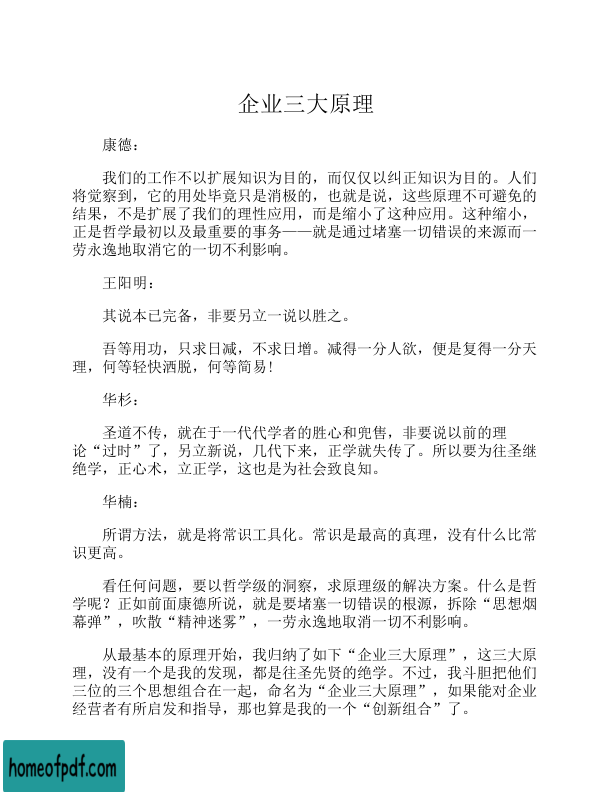 企业三大原理
康德：
我们的工作不以扩展知识为目的，而仅仅以纠正知识为目的。人们
将觉察到，它的用处毕竟只是消极的，也就是说，这些原理不可避免的
结果，不是扩展了我们的理性应用，而是缩小了这种应用。这种缩小，
正是哲学最初以及最重要的事务——就是通过堵塞一切错误的来源而一
劳永逸地取消它的一切不利影响。
王阳明：
其说本已完备，非要另立一说以胜之。
吾等用功，只求日减，不求日增。减得一分人欲，便是复得一分天
理，何等轻快洒脱，何等简易!
华杉：
圣道不传，就在于一代代学者的胜心和兜售，非要说以前的理
论“过时”了，另立新说，几代下来，正学就失传了。所以要为往圣继
绝学，正心术，立正学，这也是为社会致良知。
华楠：
所谓方法，就是将常识工具化。常识是最高的真理，没有什么比常
识更高。
看任何问题，要以哲学级的洞察，求原理级的解决方案。什么是哲
学呢？正如前面康德所说，就是要堵塞一切错误的根源，拆除“思想烟
幕弹”，吹散“精神迷雾”，一劳永逸地取消一切不利影响。
从最基本的原理开始，我归纳了如下“企业三大原理”，这三大原
理，没有一个是我的发现，都是往圣先贤的绝学。不过，我斗胆把他们
三位的三个思想组合在一起，命名为“企业三大原理”，如果能对企业
经营者有所启发和指导，那也算是我的一个“创新组合”了。
homeofpdf.com